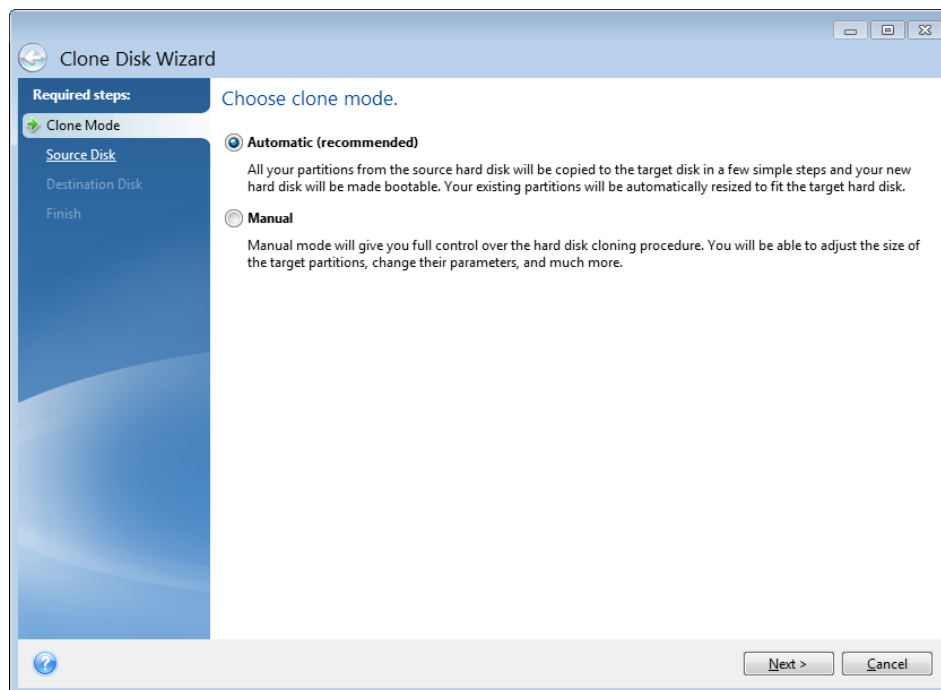 Clone Disk Wizard
Required steps:
Clone Mode
Source Disk
Destination Disk
Finish
Choose clone mode.
Automatic (recommended)
All your partitions from the source hard disk will be copied to the target disk in a few simple steps and your new
hard disk will be made bootable. Your existing partitions will be automatically resized to fit the target hard disk.
Manual
Manual mode will give you full control over the hard disk cloning procedure. You will be able to adjust the size of
the target partitions, change their parameters, and much more.
?
Next >
Cancel